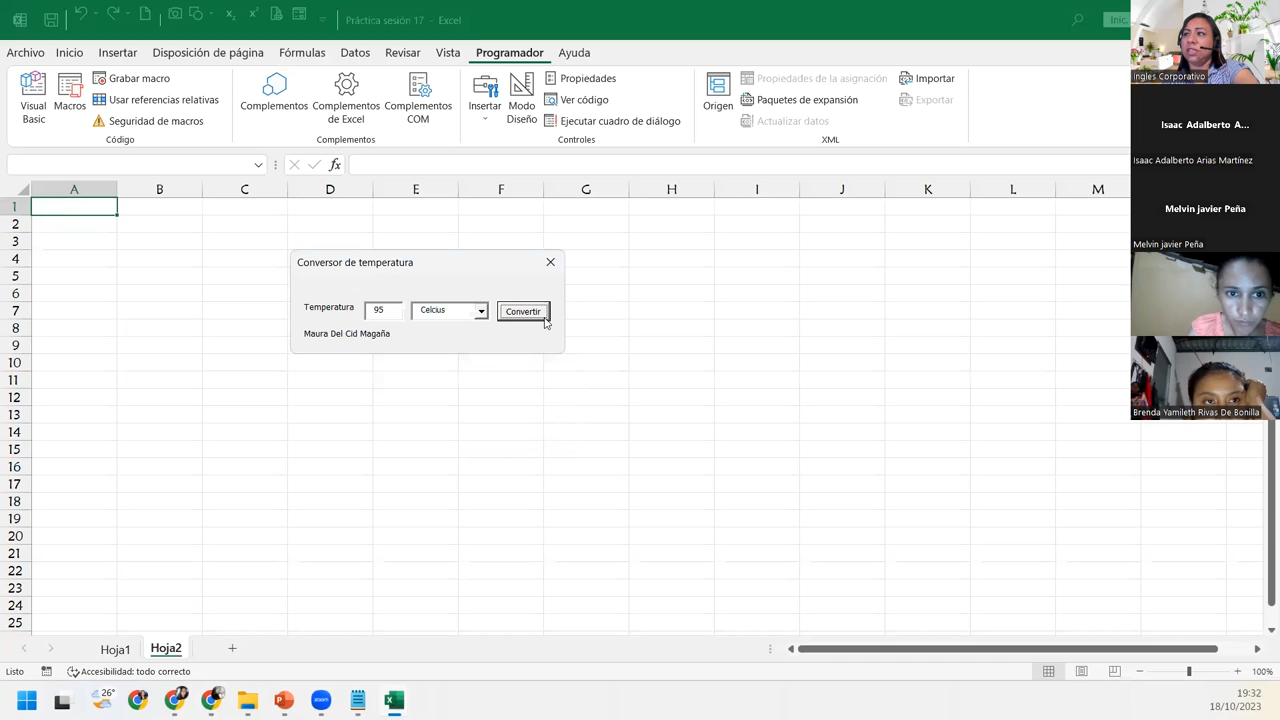 Práctica sesión 17 - Excel
Inic.
Archivo Inicio Insertar Disposición de página Fórmulas Datos Revisar Vista Programador Ayuda
Visual Basic
Macros
Grabar macro
Usar referencias relativas
Seguridad de macros
Código
Complementos
Complementos de Excel
Complementos COM
Complementos
Insertar
Modo Diseño
Propiedades
Ver código
Ejecutar cuadro de diálogo
Controles
Origen
Propiedades de la asignación
Paquetes de expansión
Actualizar datos
Importar
Exportar
XML
fx
A B C D E F G H I J K L M
1
2
3
4
5
6
7
8
9
10
11
12
13
14
15
16
17
18
19
20
21
22
23
24
25
Conversor de temperatura
Temperatura 95 Celcius Convertir
Maura Del Cid Magaña
Ingles Corporativo
Isaac Adalberto A...
Isaac Adalberto Arias Martínez
Melvin javier Peña
Melvin javier Peña
Brenda Yamileth Rivas De Bonilla
Hoja1 Hoja2
Listo
Accesibilidad: todo correcto
100%
26°
zoom
19:32
18/10/2023